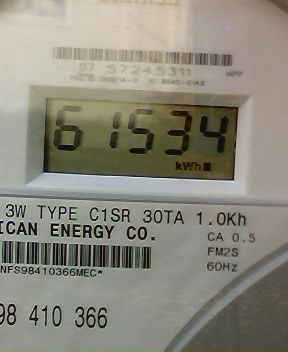 07 57245311 HPP
61534
kWh
3W TYPE C1SR 30TA 1.0Kh
ICAN ENERGY CO.
CA 0.5
FM2S
NFS98410366MEC*
60Hz
98 410 366